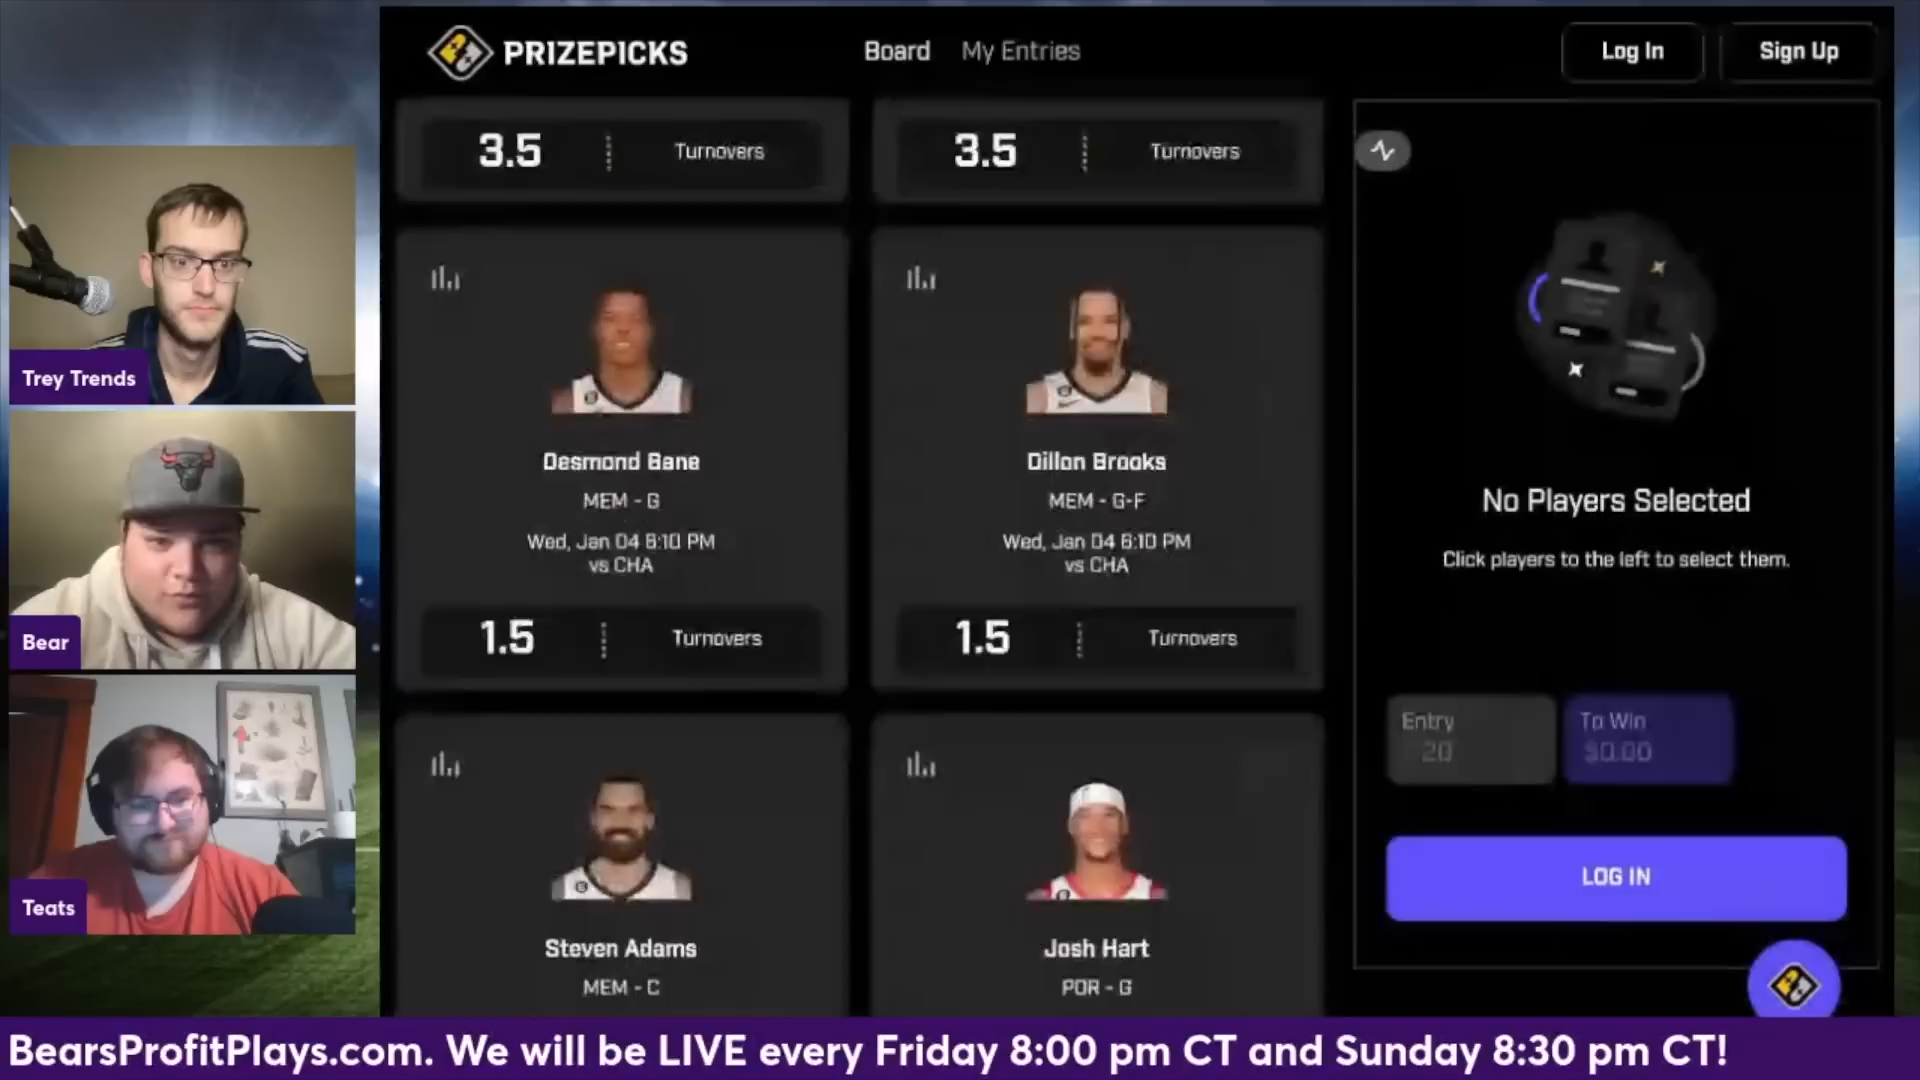 PRIZEPICKS
Board
My Entries
Log In
Sign Up
3.5
Turnovers
3.5
Turnovers
Desmond Bane
MEM - G
Wed, Jan 04 6:10 PM
vs CHA
1.5
Turnovers
Dillon Brooks
MEM - G-F
Wed, Jan 04 6:10 PM
vs CHA
1.5
Turnovers
Steven Adams
MEM - C
Josh Hart
POR - G
No Players Selected
Click players to the left to select them.
Entry
20
To Win
$0.00
LOG IN
Trey Trends
Bear
Teats
BearsProfitPlays.com. We will be LIVE every Friday 8:00 pm CT and Sunday 8:30 pm CT!